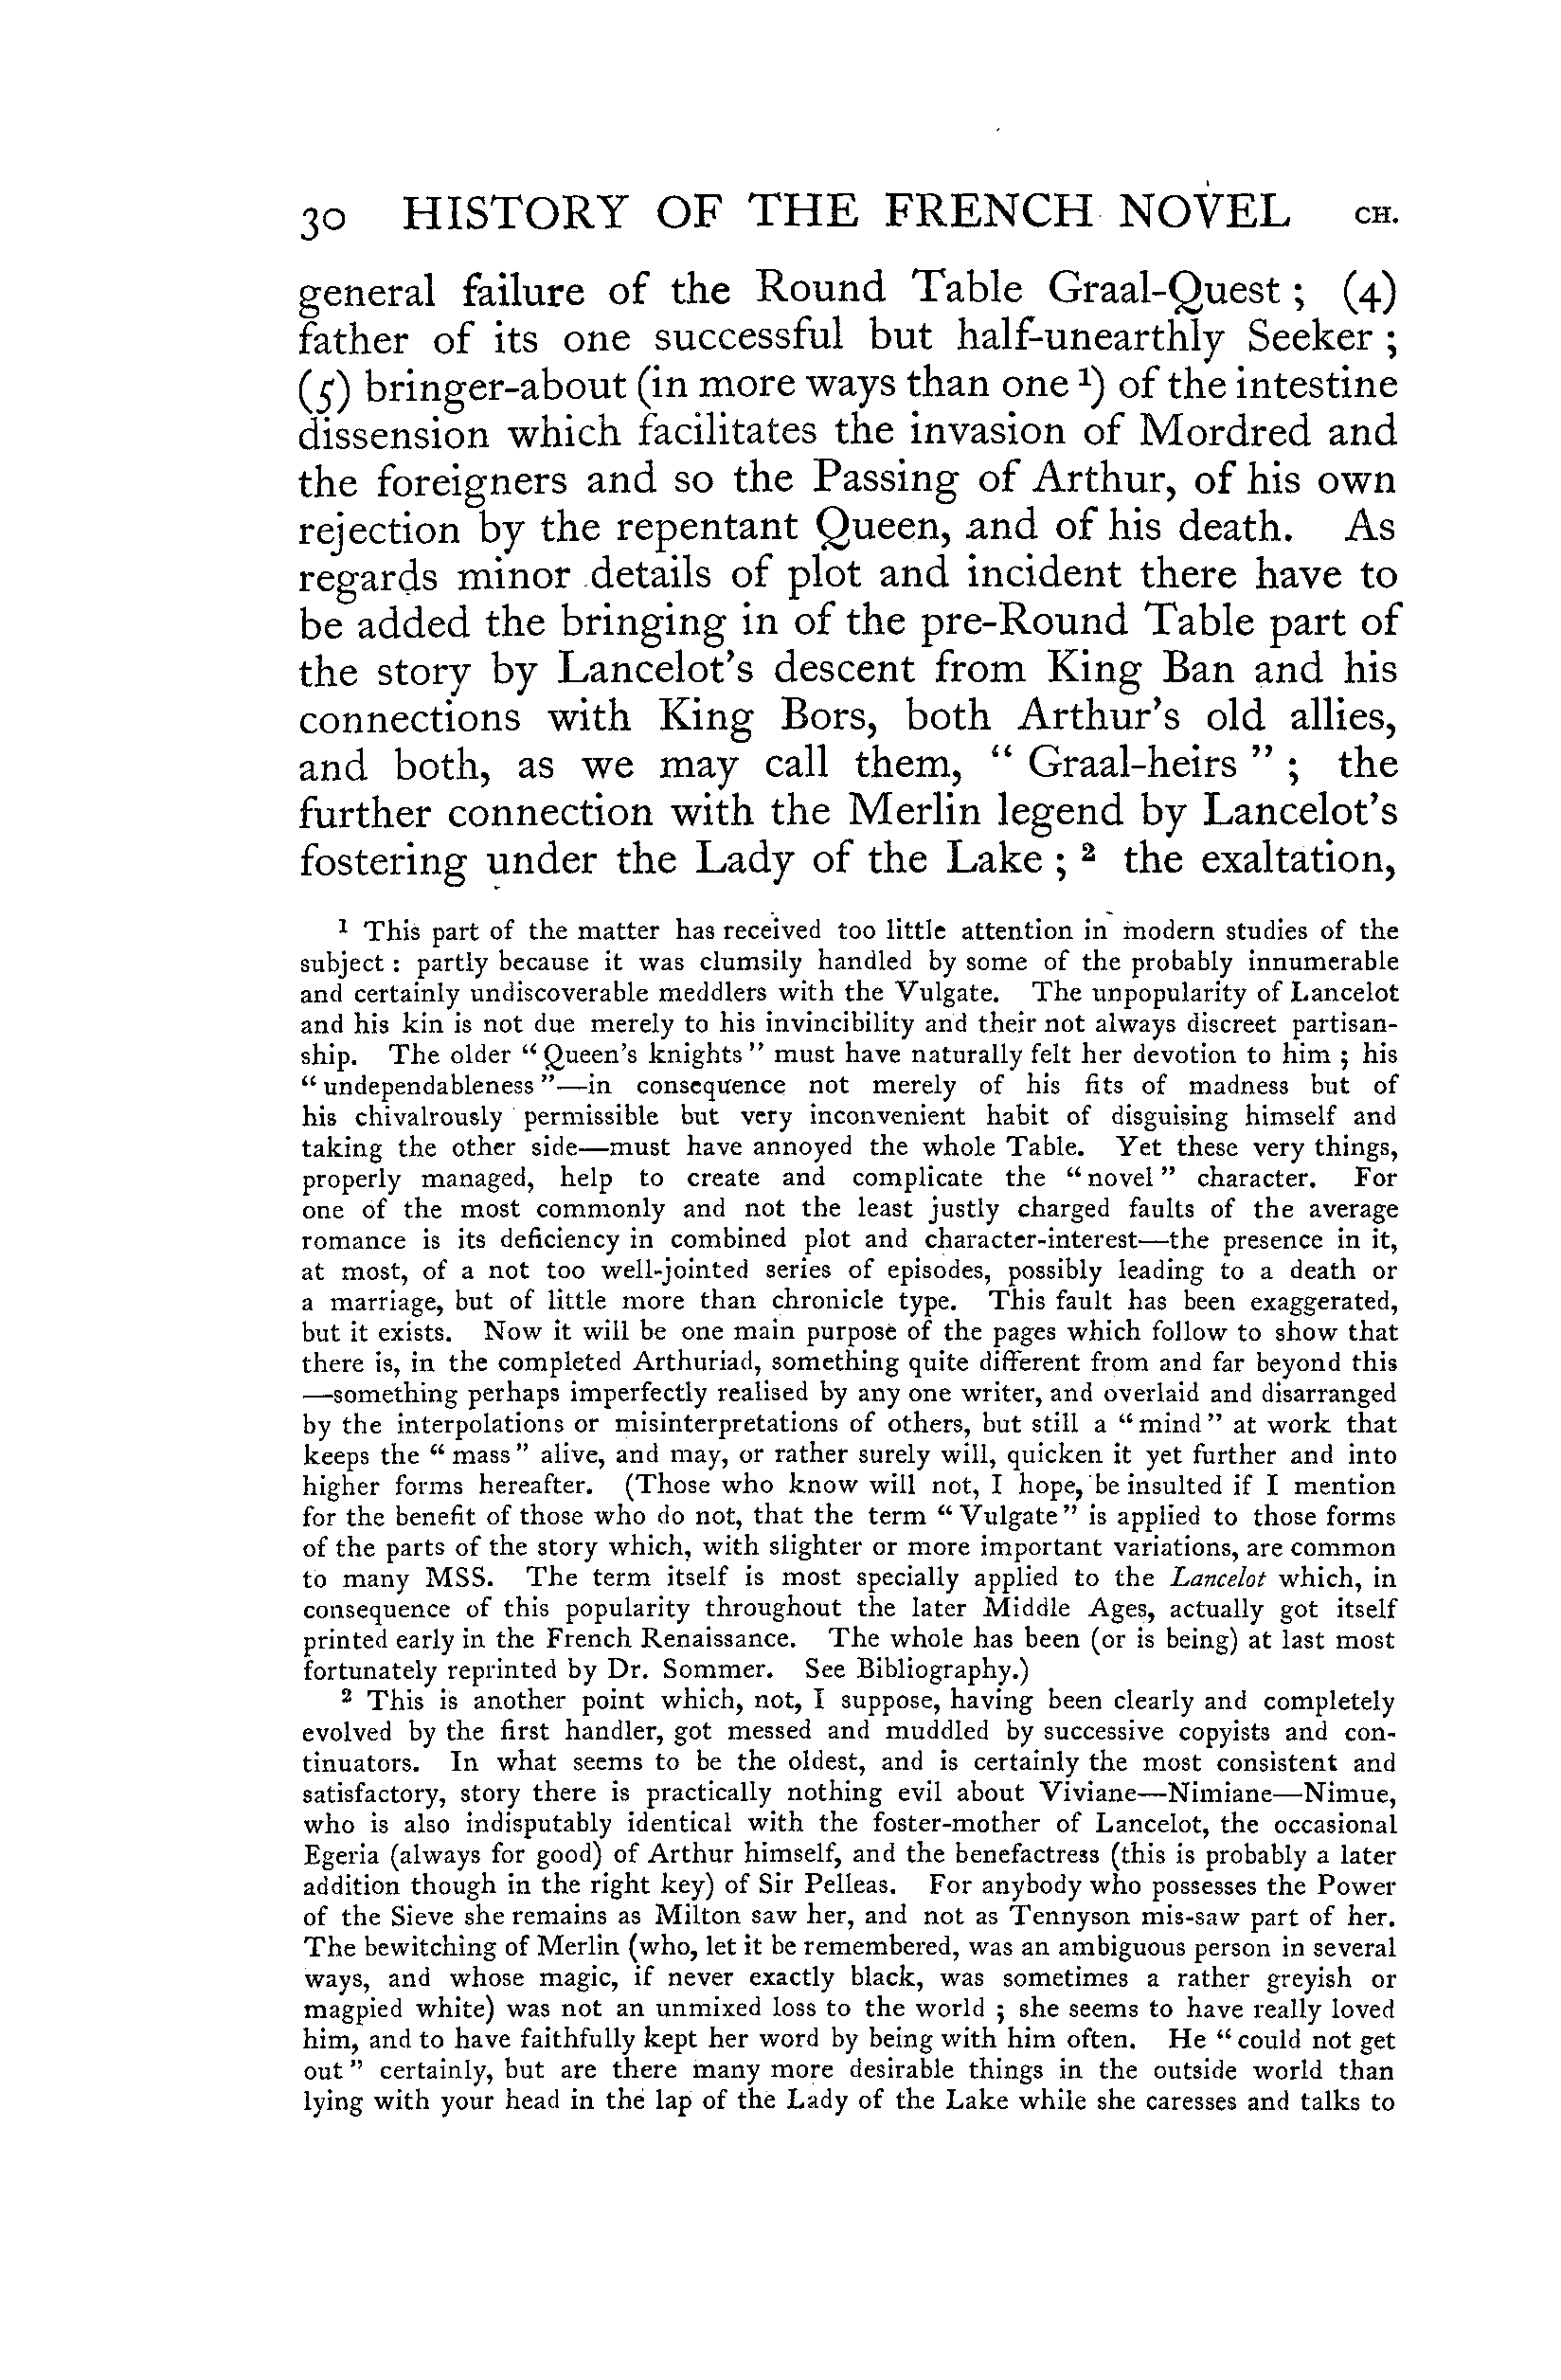 30 HISTORY OF THE FRENCH NOVEL CH.
general failure of the Round Table Graal-Quest ; (4)
father of its one successful but half-unearthly Seeker ;
(5) bringer-about (in more ways than one ¹) of the intestine
dissension which facilitates the invasion of Mordred and
the foreigners and so the Passing of Arthur, of his own
rejection by the repentant Queen, and of his death. As
regards minor details of plot and incident there have to
be added the bringing in of the pre-Round Table part of
the story by Lancelot's descent from King Ban and his
connections with King Bors, both Arthur's old allies,
and both, as we may call them, " Graal-heirs " ; the
further connection with the Merlin legend by Lancelot's
fostering under the Lady of the Lake ; ² the exaltation,
¹ This part of the matter has received too little attention in modern studies of the
subject : partly because it was clumsily handled by some of the probably innumerable
and certainly undiscoverable meddlers with the Vulgate. The unpopularity of Lancelot
and his kin is not due merely to his invincibility and their not always discreet partisan-
ship. The older " Queen's knights " must have naturally felt her devotion to him ; his
" undependableness "—in consequence not merely of his fits of madness but of
his chivalrously permissible but very inconvenient habit of disguising himself and
taking the other side—must have annoyed the whole Table. Yet these very things,
properly managed, help to create and complicate the " novel " character. For
one of the most commonly and not the least justly charged faults of the average
romance is its deficiency in combined plot and character-interest—the presence in it,
at most, of a not too well-jointed series of episodes, possibly leading to a death or
a marriage, but of little more than chronicle type. This fault has been exaggerated,
but it exists. Now it will be one main purpose of the pages which follow to show that
there is, in the completed Arthuriad, something quite different from and far beyond this
—something perhaps imperfectly realised by any one writer, and overlaid and disarranged
by the interpolations or misinterpretations of others, but still a " mind " at work that
keeps the " mass " alive, and may, or rather surely will, quicken it yet further and into
higher forms hereafter. (Those who know will not, I hope, be insulted if I mention
for the benefit of those who do not, that the term " Vulgate " is applied to those forms
of the parts of the story which, with slighter or more important variations, are common
to many MSS. The term itself is most specially applied to the Lancelot which, in
consequence of this popularity throughout the later Middle Ages, actually got itself
printed early in the French Renaissance. The whole has been (or is being) at last most
fortunately reprinted by Dr. Sommer. See Bibliography.)
² This is another point which, not, I suppose, having been clearly and completely
evolved by the first handler, got messed and muddled by successive copyists and con-
tinuators. In what seems to be the oldest, and is certainly the most consistent and
satisfactory, story there is practically nothing evil about Viviane—Nimiane—Nimue,
who is also indisputably identical with the foster-mother of Lancelot, the occasional
Egeria (always for good) of Arthur himself, and the benefactress (this is probably a later
addition though in the right key) of Sir Pelleas. For anybody who possesses the Power
of the Sieve she remains as Milton saw her, and not as Tennyson mis-saw part of her.
The bewitching of Merlin (who, let it be remembered, was an ambiguous person in several
ways, and whose magic, if never exactly black, was sometimes a rather greyish or
magpied white) was not an unmixed loss to the world ; she seems to have really loved
him, and to have faithfully kept her word by being with him often. He " could not get
out " certainly, but are there many more desirable things in the outside world than
lying with your head in the lap of the Lady of the Lake while she caresses and talks to